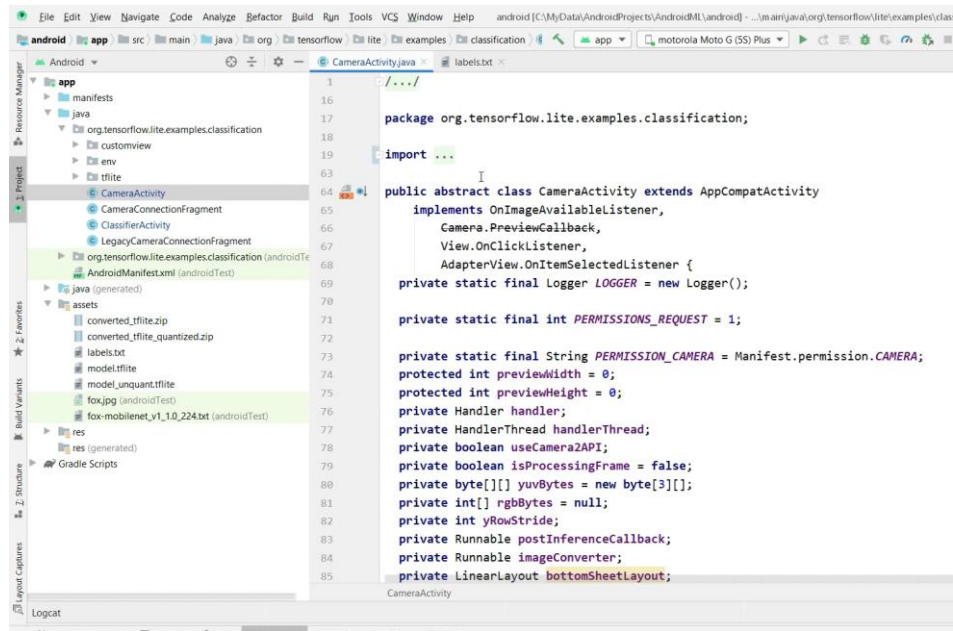 File Edit View Navigate Code Analyze Refactor Build Run Tools VCS Window Help android [C:\MyData\AndroidProjects\AndroidML\android] - ...\main\java\org\tensorflow\lite\examples\clas
android app src main java org tensorflow lite examples classification app motorola Moto G (5S) Plus
Android
CameraActivity.java labels.txt
Resource Manager
1: Project
2: Favorites
Build Variants
7: Structure
Layout Captures
app
manifests
java
org.tensorflow.lite.examples.classification
customview
env
tflite
CameraActivity
CameraConnectionFragment
ClassifierActivity
LegacyCameraConnectionFragment
org.tensorflow.lite.examples.classification (androidTe
AndroidManifest.xml (androidTest)
java (generated)
assets
converted_tflite.zip
converted_tflite_quantized.zip
labels.txt
model.tflite
model_unquant.tflite
fox.jpg (androidTest)
fox-mobilenet_v1_1.0_224.txt (androidTest)
res
res (generated)
Gradle Scripts
1 /.../
16
17 package org.tensorflow.lite.examples.classification;
18
19 import ...
63
64 public abstract class CameraActivity extends AppCompatActivity
65 implements OnImageAvailableListener,
66 Camera.PreviewCallback,
67 View.OnClickListener,
68 AdapterView.OnItemSelectedListener {
69 private static final Logger LOGGER = new Logger();
70
71 private static final int PERMISSIONS_REQUEST = 1;
72
73 private static final String PERMISSION_CAMERA = Manifest.permission.CAMERA;
74 protected int previewWidth = 0;
75 protected int previewHeight = 0;
76 private Handler handler;
77 private HandlerThread handlerThread;
78 private boolean useCamera2API;
79 private boolean isProcessingFrame = false;
80 private byte[][] yuvBytes = new byte[3][];
81 private int[] rgbBytes = null;
82 private int yRowStride;
83 private Runnable postInferenceCallback;
84 private Runnable imageConverter;
85 private LinearLayout bottomSheetLayout;
CameraActivity
Logcat